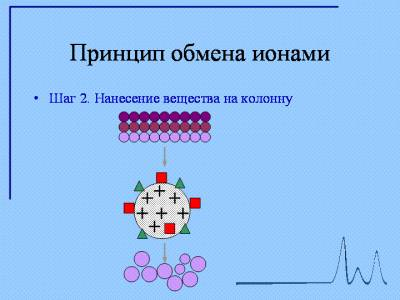 Принцип обмена ионами
• Шаг 2. Нанесение вещества на колонну
+ +
+ + +
+ + + +
+ +